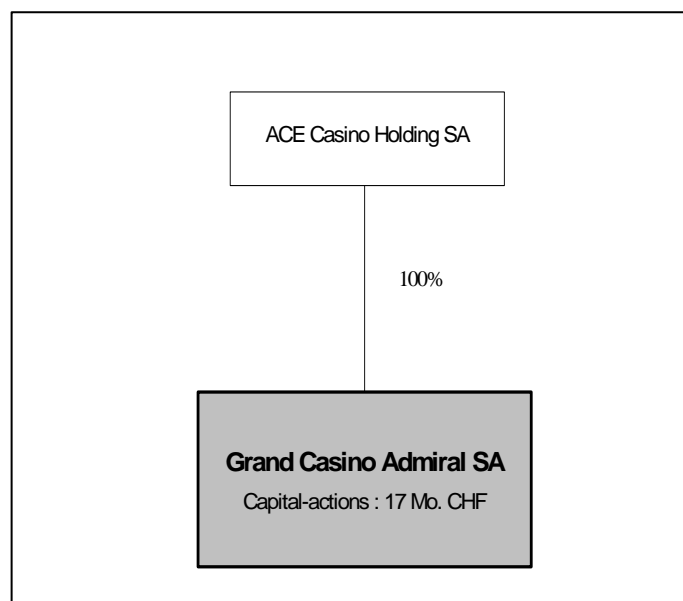 ACE Casino Holding SA
100%
Grand Casino Admiral SA
Capital-actions : 17 Mo. CHF